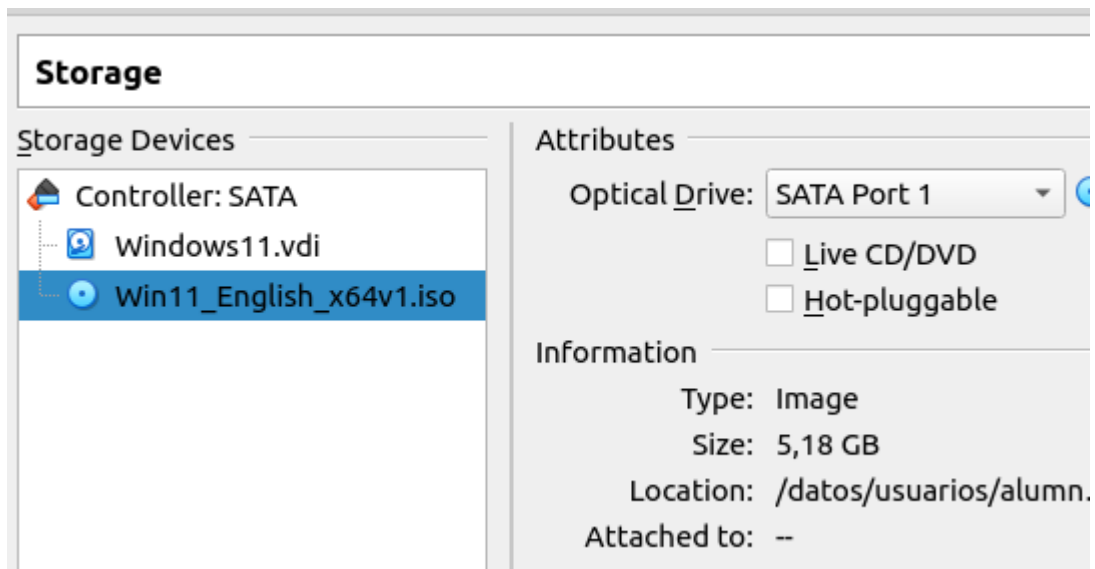 Storage
Storage Devices
Controller: SATA
Windows11.vdi
Win11_English_x64v1.iso
Attributes
Optical Drive: SATA Port 1
Live CD/DVD
Hot-pluggable
Information
Type: Image
Size: 5,18 GB
Location: /datos/usuarios/alumn.
Attached to: --